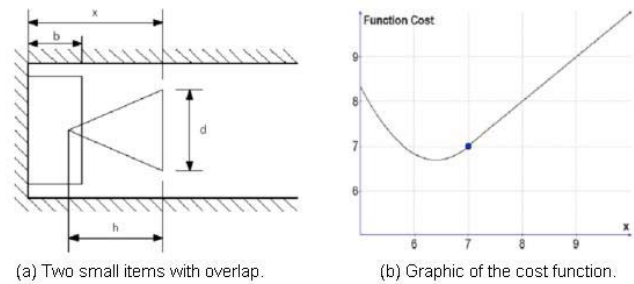 x
b
d
h
(a) Two small items with overlap.
Function Cost
9
8
7
6
6 7 8 9
x
(b) Graphic of the cost function.